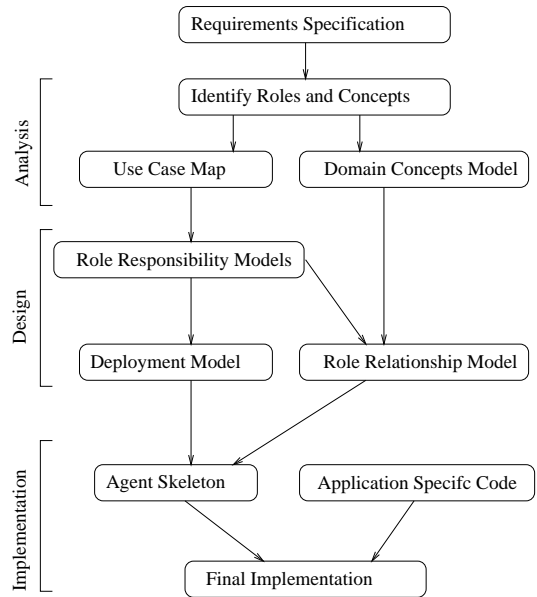 Requirements Specification
Analysis
Identify Roles and Concepts
Use Case Map
Domain Concepts Model
Design
Role Responsibility Models
Deployment Model
Role Relationship Model
Implementation
Agent Skeleton
Application Specifc Code
Final Implementation